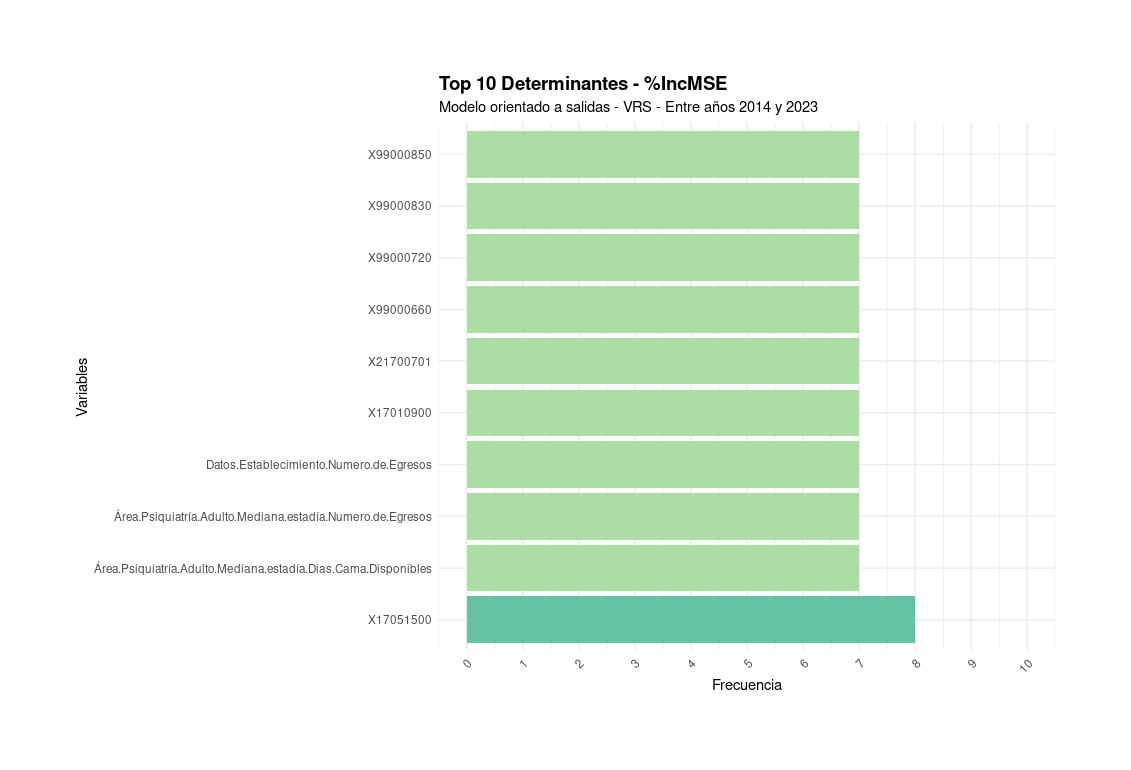 Top 10 Determinantes - %IncMSE
Modelo orientado a salidas - VRS - Entre años 2014 y 2023
Variables
X99000850
X99000830
X99000720
X99000660
X21700701
X17010900
Datos.Establecimiento.Numero.de.Egresos
Área.Psiquiatría.Adulto.Mediana.estadía.Numero.de.Egresos
Área.Psiquiatría.Adulto.Mediana.estadía.Dias.Cama.Disponibles
X17051500
0 1 2 3 4 5 6 7 8 9 10
Frecuencia